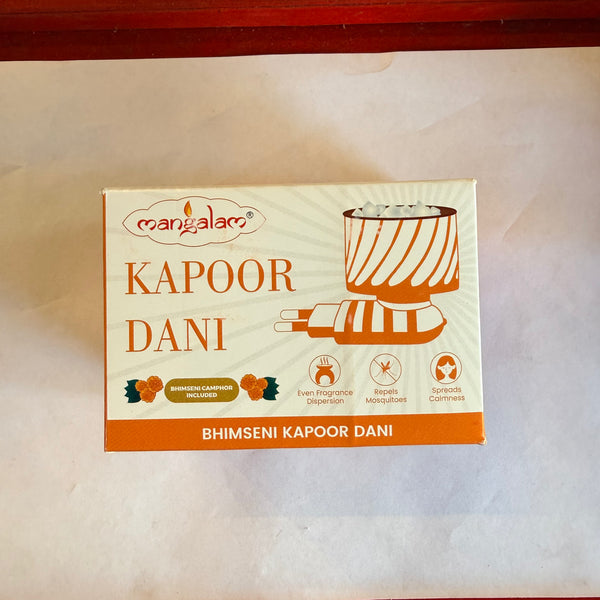 mangalam®
KAPOOR
DANI
BHIMSENI CAMPHOR
INCLUDED
Even Fragrance
Dispersion
Repels
Mosquitoes
Spreads
Calmness
BHIMSENI KAPOOR DANI